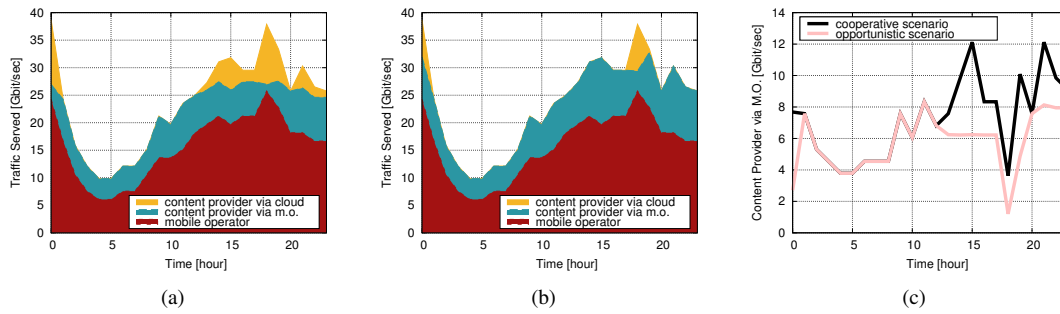 Traffic Served [Gbit/sec]
40
35
30
25
20
15
10
5
0
content provider via cloud
content provider via m.o.
mobile operator
0 5 10 15 20
Time [hour]
(a)
Traffic Served [Gbit/sec]
40
35
30
25
20
15
10
5
0
content provider via cloud
content provider via m.o.
mobile operator
0 5 10 15 20
Time [hour]
(b)
Content Provider via M.O. [Gbit/sec]
14
12
10
8
6
4
2
0
cooperative scenario
opportunistic scenario
0 5 10 15 20
Time [hour]
(c)